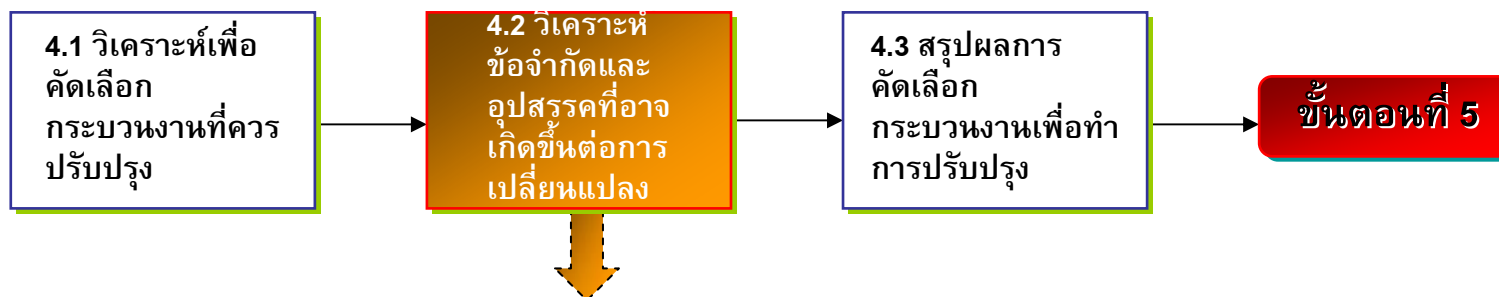 4.1 วิเคราะห์เพื่อ
คัดเลือก
กระบวนงานที่ควร
ปรับปรุง
4.2 วิเคราะห์
ข้อจำกัดและ
อุปสรรคที่อาจ
เกิดขึ้นต่อการ
เปลี่ยนแปลง
4.3 สรุปผลการ
คัดเลือก
กระบวนงานเพื่อทำ
การปรับปรุง
ขั้นตอนที่ 5